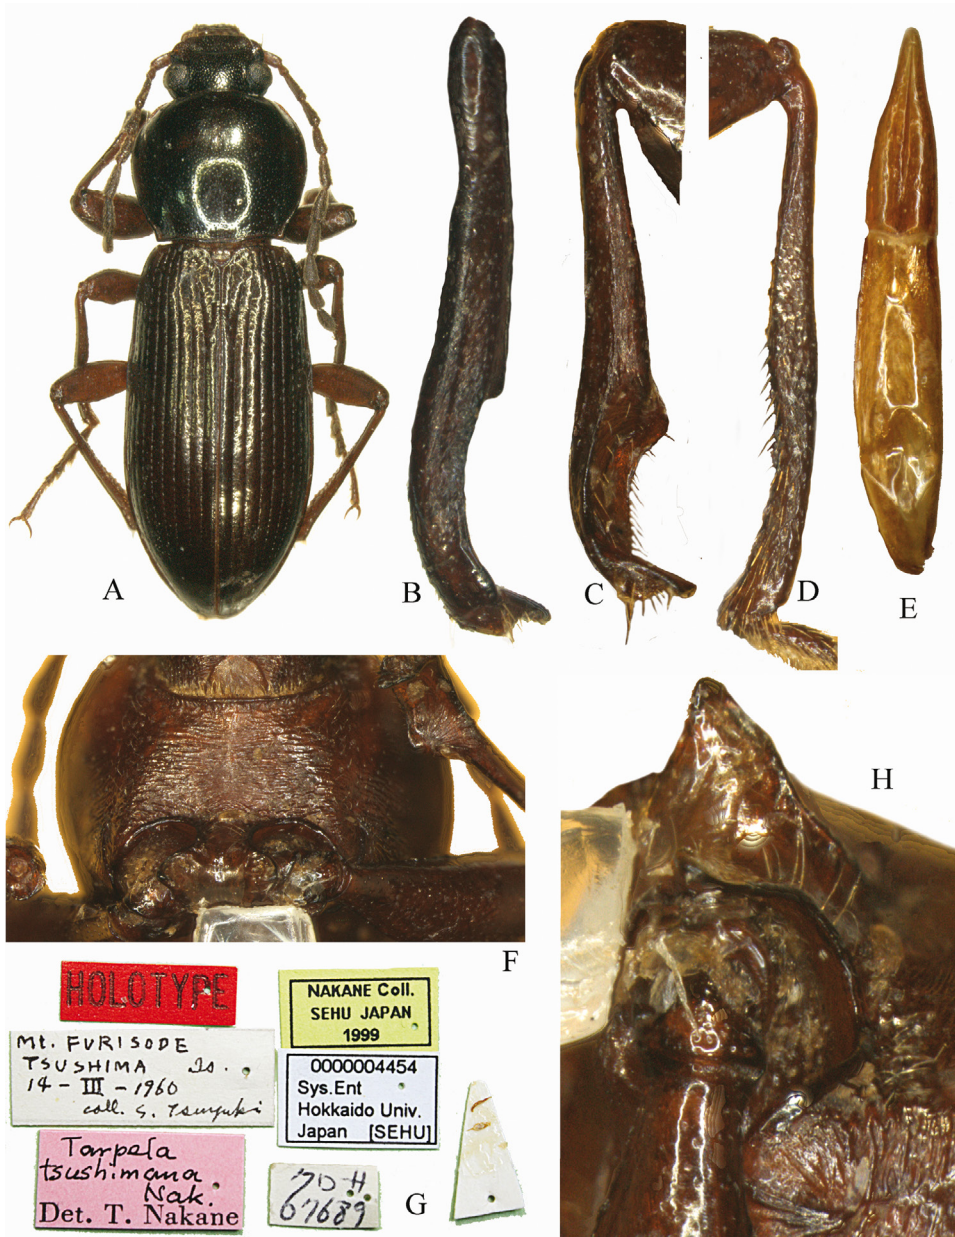 A
B
C
D
E
F
H
HOLOTYPE
Mt. FURISODE
TSUSHIMA Is.
14-III-1960
coll. S. Tsuyuki
Tarpela
tsushimana
Nak.
Det. T. Nakane
NAKANE Coll.
SEHU JAPAN
1999
0000004454
Sys.Ent
Hokkaido Univ.
Japan [SEHU]
67689
G